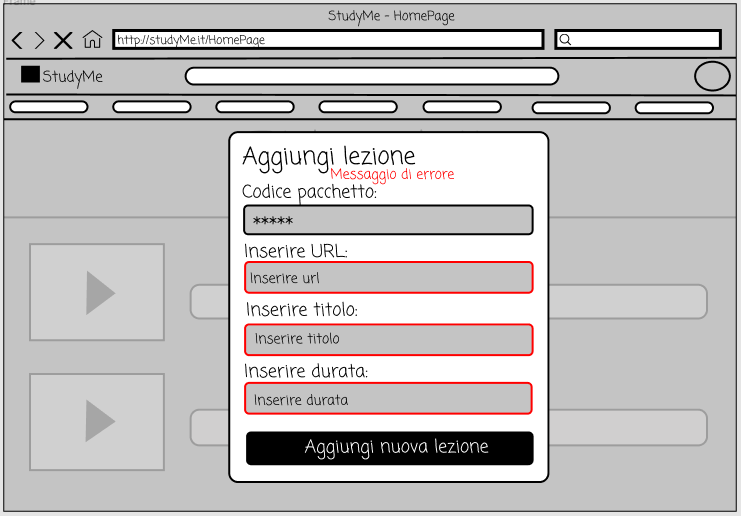 Frame
StudyMe - HomePage
http://studyMe.it/HomePage
StudyMe
Aggiungi lezione
Messaggio di errore
Codice pacchetto:
*****
Inserire URL:
Inserire url
Inserire titolo:
Inserire titolo
Inserire durata:
Inserire durata
Aggiungi nuova lezione